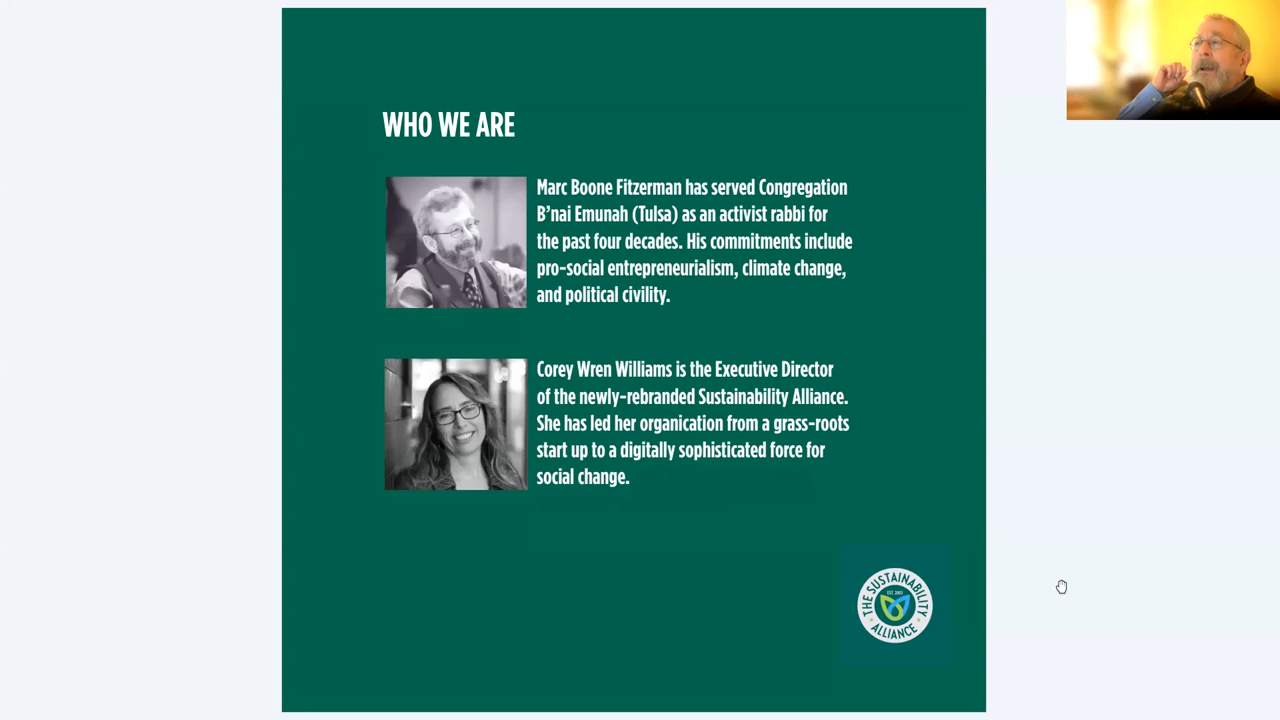 WHO WE ARE
Marc Boone Fitzerman has served Congregation
B’nai Emunah (Tulsa) as an activist rabbi for
the past four decades. His commitments include
pro-social entrepreneurialism, climate change,
and political civility.
Corey Wren Williams is the Executive Director
of the newly-rebranded Sustainability Alliance.
She has led her organication from a grass-roots
start up to a digitally sophisticated force for
social change.
THE SUSTAINABILITY
ALLIANCE